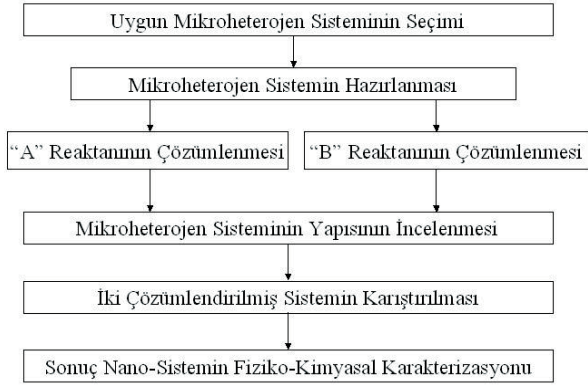 Uygun Mikroheterojen Sisteminin Seçimi
Mikroheterojen Sistemin Hazırlanması
“A” Reaktanının Çözümlenmesi
“B” Reaktanının Çözümlenmesi
Mikroheterojen Sisteminin Yapısının İncelenmesi
İki Çözümlendirilmiş Sistemin Karıştırılması
Sonuç Nano-Sistemin Fiziko-Kimyasal Karakterizasyonu